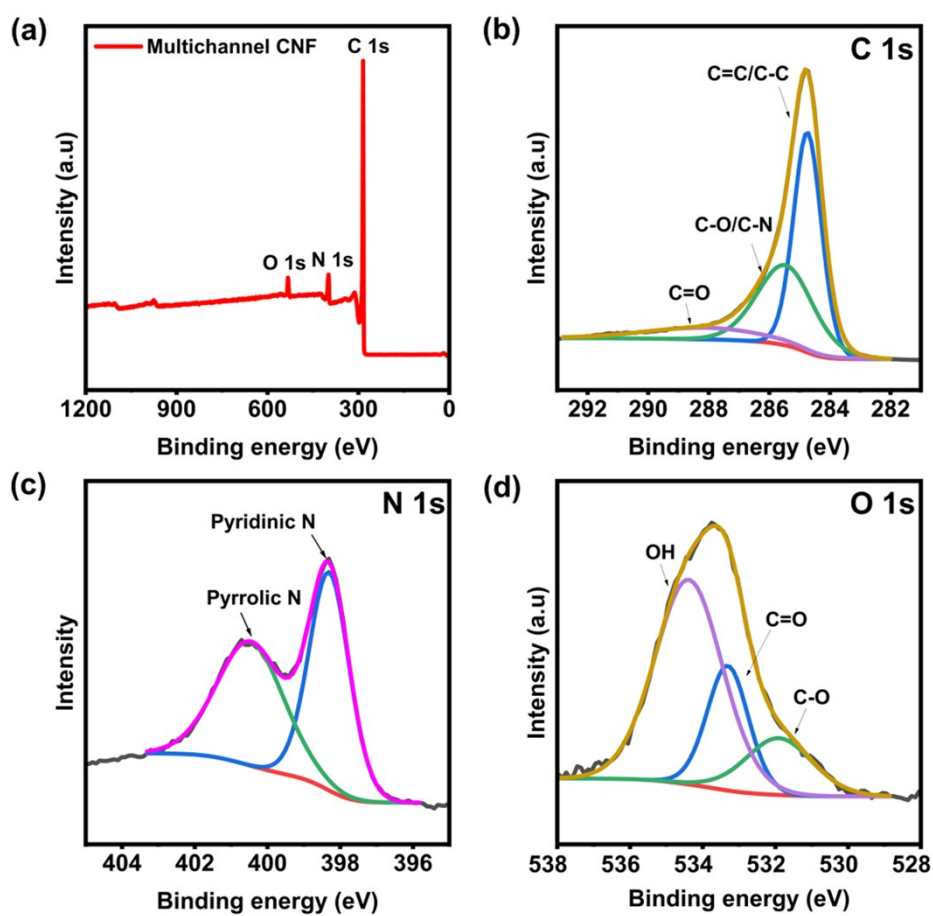 (a)
Multichannel CNF
C 1s
O 1s
N 1s
Intensity (a.u)
1200
900
600
300
0
Binding energy (eV)
(b)
C 1s
C=C/C-C
C-O/C-N
C=O
Intensity (a.u)
292
290
288
286
284
282
Binding energy (eV)
(c)
N 1s
Pyridinic N
Pyrrolic N
Intensity
404
402
400
398
396
Binding energy (eV)
(d)
O 1s
OH
C=O
C-O
Intensity (a.u)
538
536
534
532
530
528
Binding energy (eV)